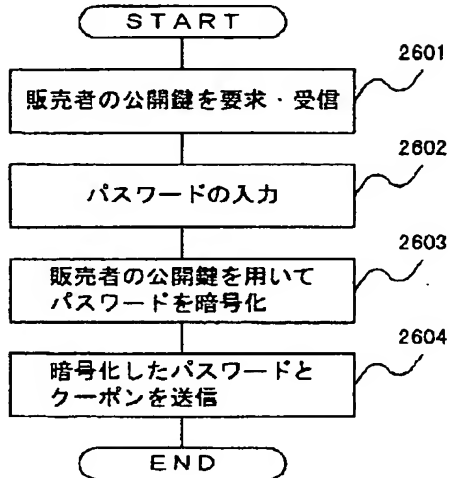 START
2601
販売者の公開鍵を要求・受信
2602
パスワードの入力
2603
販売者の公開鍵を用いて
パスワードを暗号化
2604
暗号化したパスワードと
クーポンを送信
END